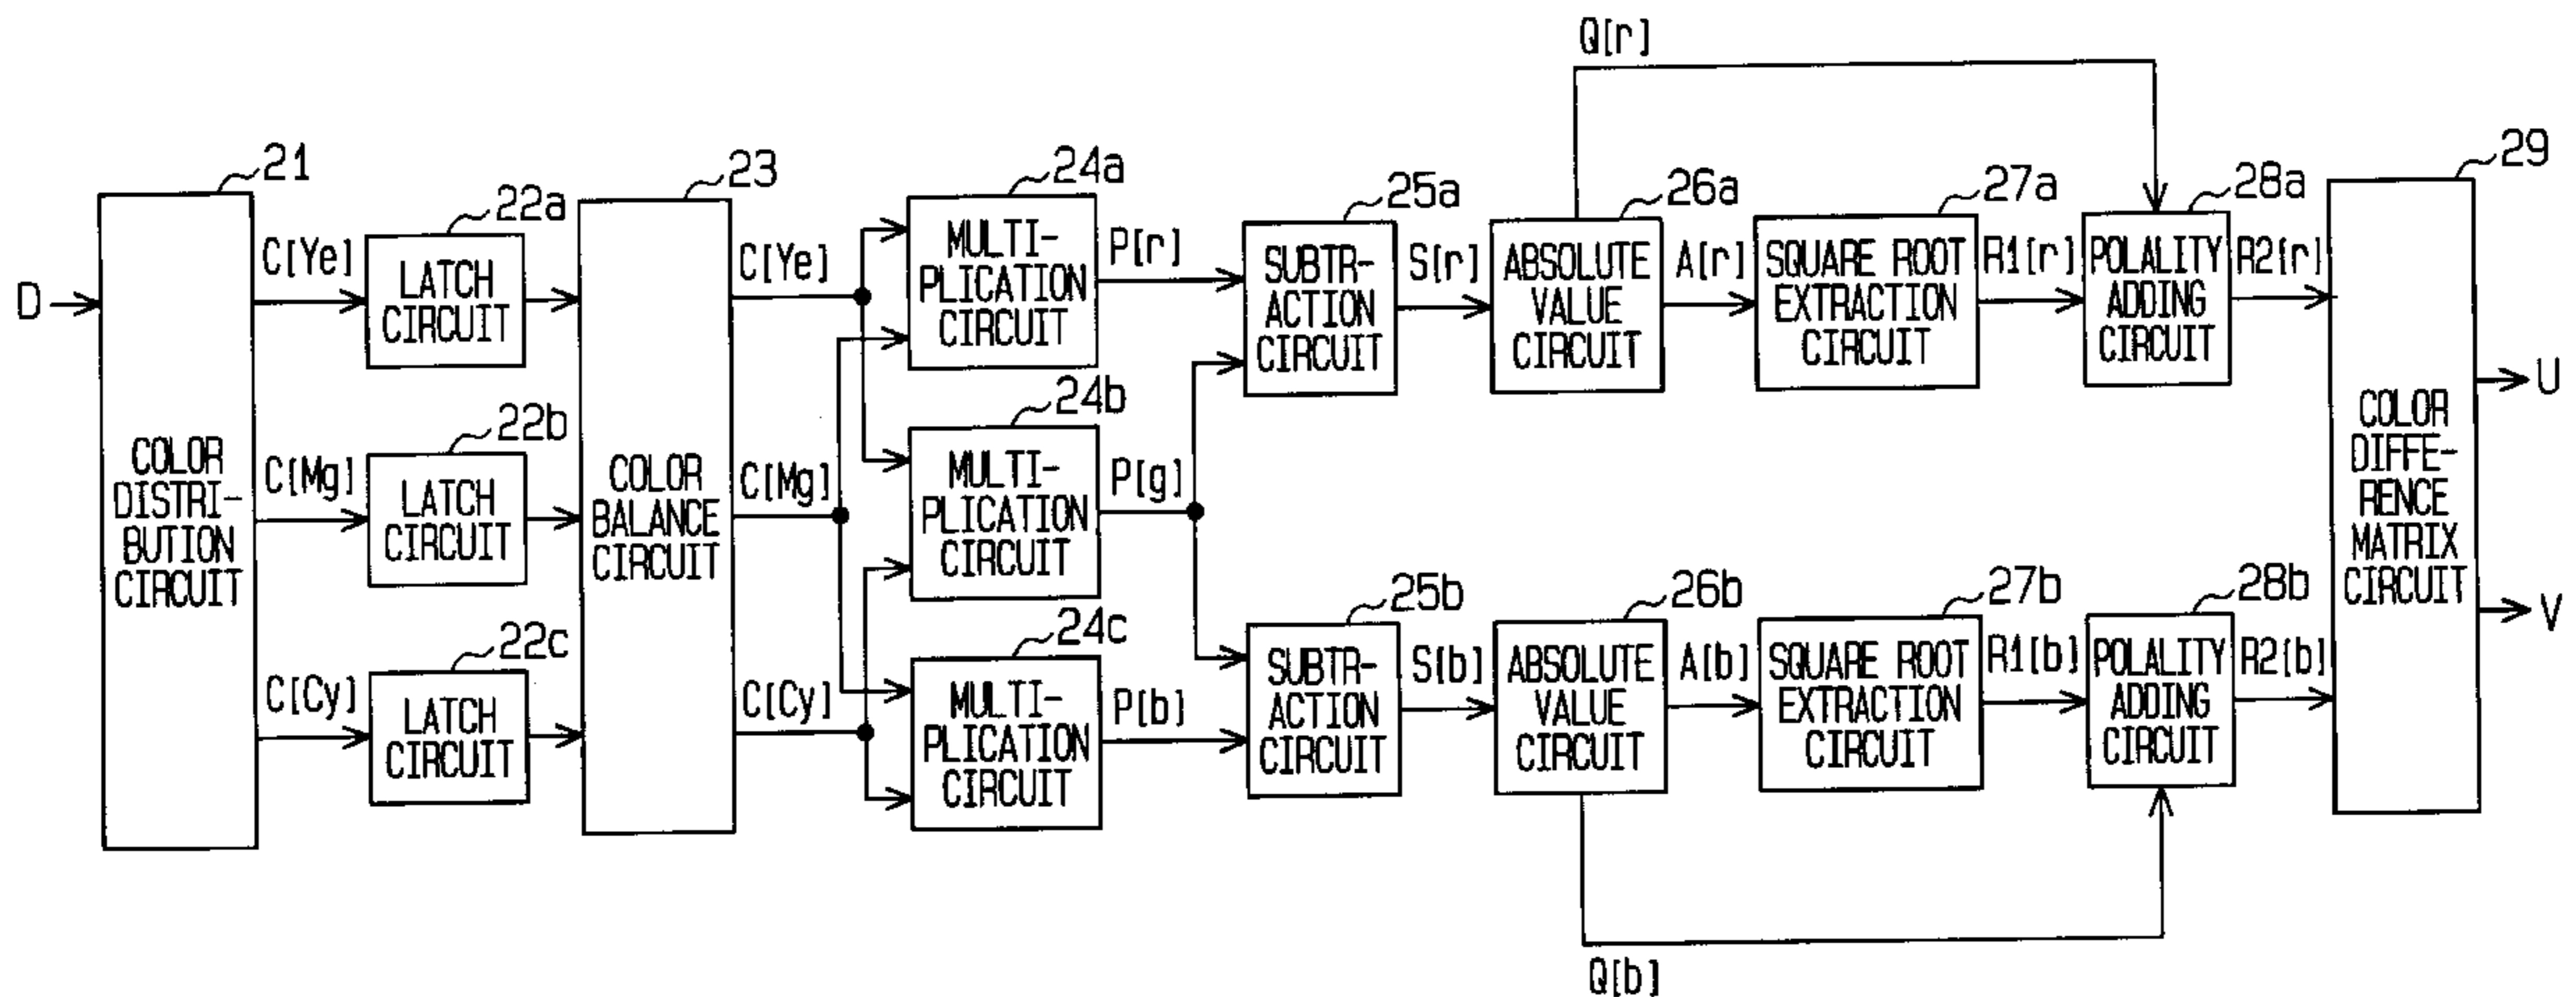 Q[r]
21
22a
23
24a
25a
26a
27a
28a
29
D
COLOR
DISTRI-
BUTION
CIRCUIT
C[Ye]
LATCH
CIRCUIT
C[Mg]
22b
LATCH
CIRCUIT
C[Cy]
22c
LATCH
CIRCUIT
COLOR
BALANCE
CIRCUIT
C[Ye]
C[Mg]
C[Cy]
MULTI-
PLICATION
CIRCUIT
P[r]
24b
MULTI-
PLICATION
CIRCUIT
P[g]
24c
MULTI-
PLICATION
CIRCUIT
P[b]
SUBTR-
ACTION
CIRCUIT
S[r]
ABSOLUTE
VALUE
CIRCUIT
A[r]
SQUARE ROOT
EXTRACTION
CIRCUIT
R1[r]
POLALITY
ADDING
CIRCUIT
R2[r]
25b
SUBTR-
ACTION
CIRCUIT
S[b]
26b
ABSOLUTE
VALUE
CIRCUIT
A[b]
27b
SQUARE ROOT
EXTRACTION
CIRCUIT
R1[b]
28b
POLALITY
ADDING
CIRCUIT
R2[b]
COLOR
DIFFE-
RENCE
MATRIX
CIRCUIT
U
V
Q[b]